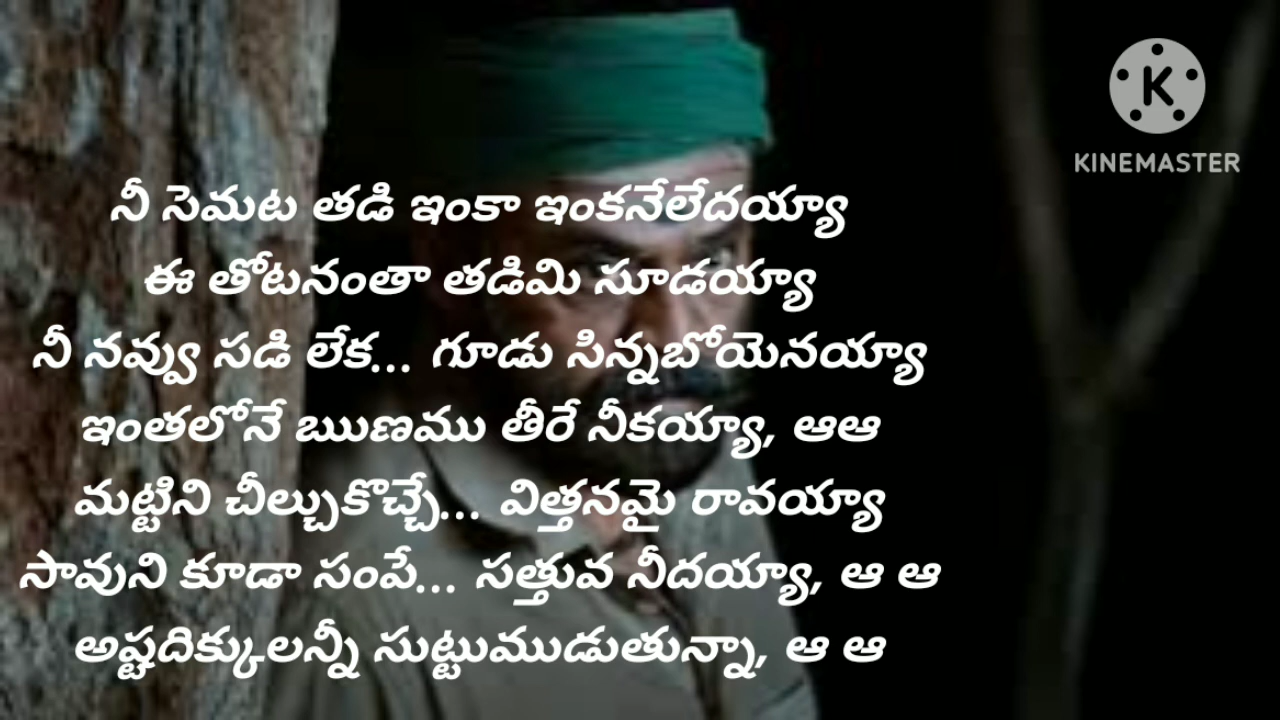 నీ సెమట తడి ఇంకా ఇంకనేలేదయ్యా
ఈ తోటనంతా తడిమి సూడయ్యా
నీ నవ్వు సడి లేక... గూడు సిన్నబోయెనయ్యా
ఇంతలోనే ఋణము తీరే నీకయ్యా, ఆఆ
మట్టిని చీల్చుకొచ్చే... విత్తనమై రావయ్యా
సావుని కూడా సంపే... సత్తువ నీదయ్యా, ఆ ఆ
అష్టదిక్కులన్నీ సుట్టుముడుతున్నా, ఆ ఆ
K
KINEMASTER